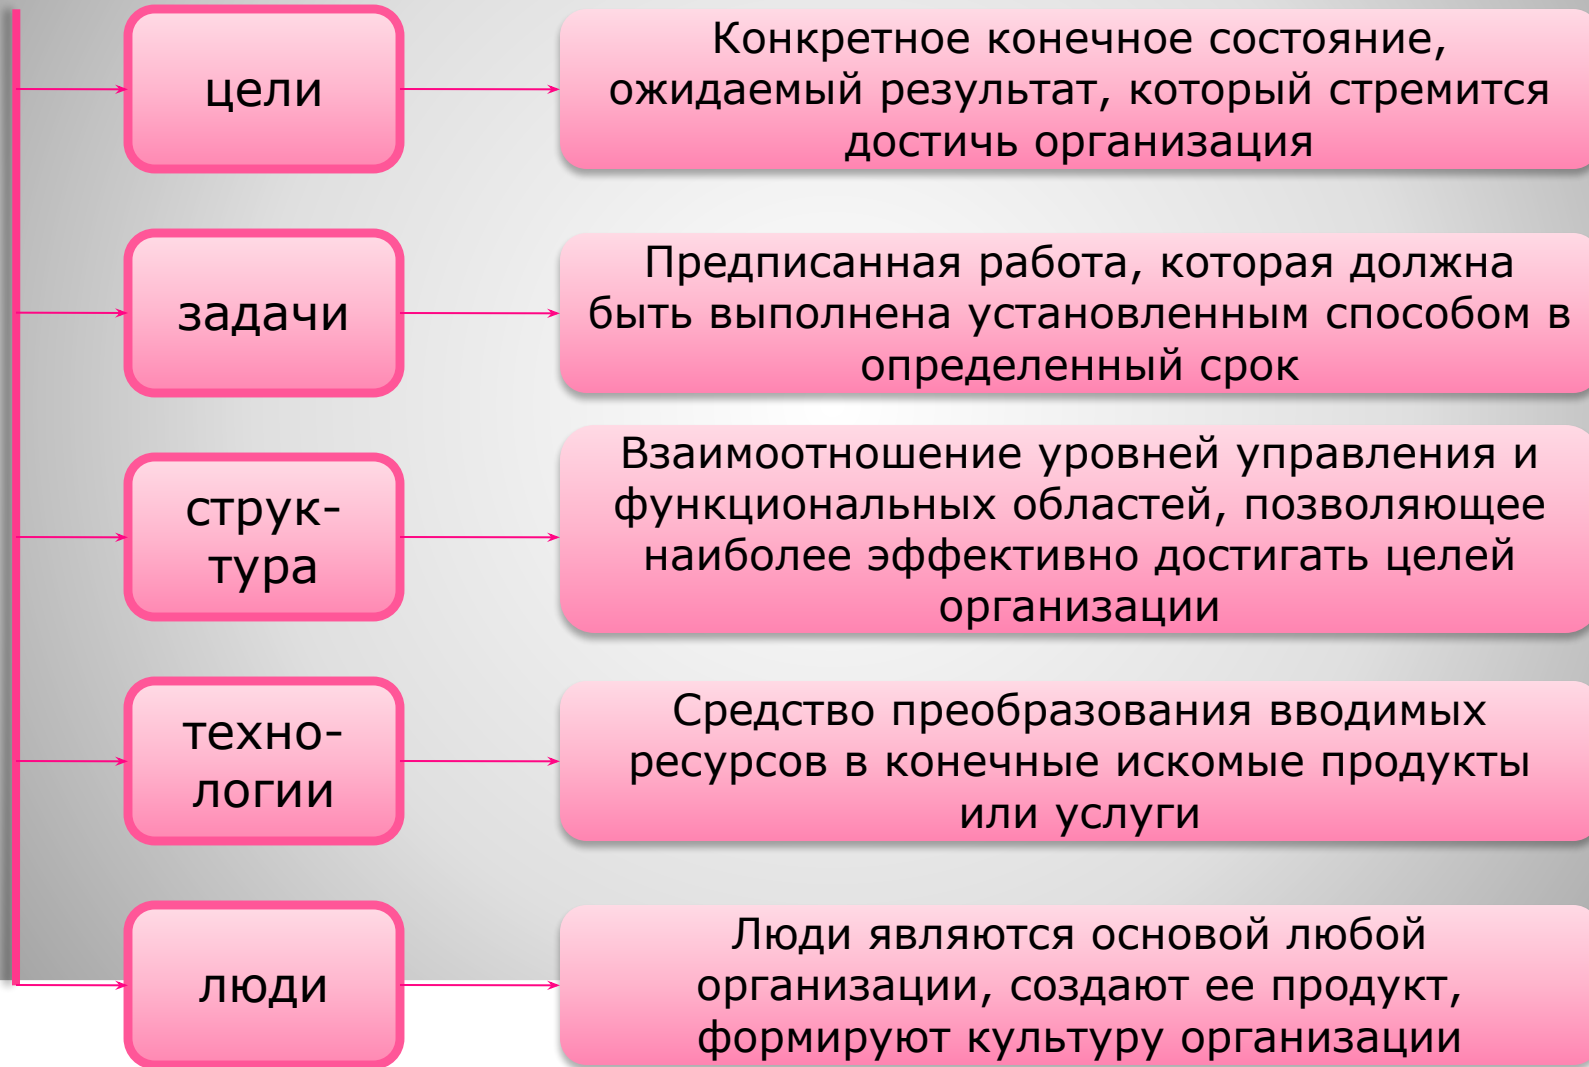 цели
Конкретное конечное состояние,
ожидаемый результат, который стремится
достичь организация
задачи
Предписанная работа, которая должна
быть выполнена установленным способом в
определенный срок
струк-
тура
Взаимоотношение уровней управления и
функциональных областей, позволяющее
наиболее эффективно достигать целей
организации
техно-
логии
Средство преобразования вводимых
ресурсов в конечные искомые продукты
или услуги
люди
Люди являются основой любой
организации, создают ее продукт,
формируют культуру организации